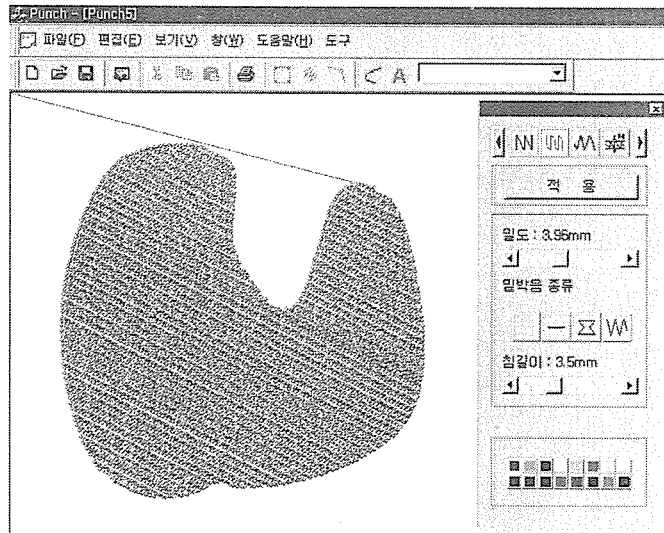 Punch - [Punch5]
파일(F) 편집(E) 보기(V) 창(W) 도움말(H) 도구
A
적 용
밀도 : 3.96mm
밑박음 종류
침길이 : 3.5mm